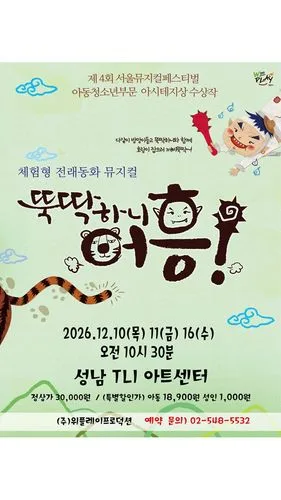 제 4회 서울뮤지컬페스티벌
아동청소년부문 아시테지상 수상작
PLAY
체험형 전래동화 뮤지컬
뚝딱하니 어흥!
2026.12.10(목) 11(금) 16(수)
오전 10시 30분
성남 TLI 아트센터
정상가 30,000원 / (특별할인가) 아동 18,900원 성인 1,000원
(주)위플레이프로덕션 예약 문의) 02-548-5532